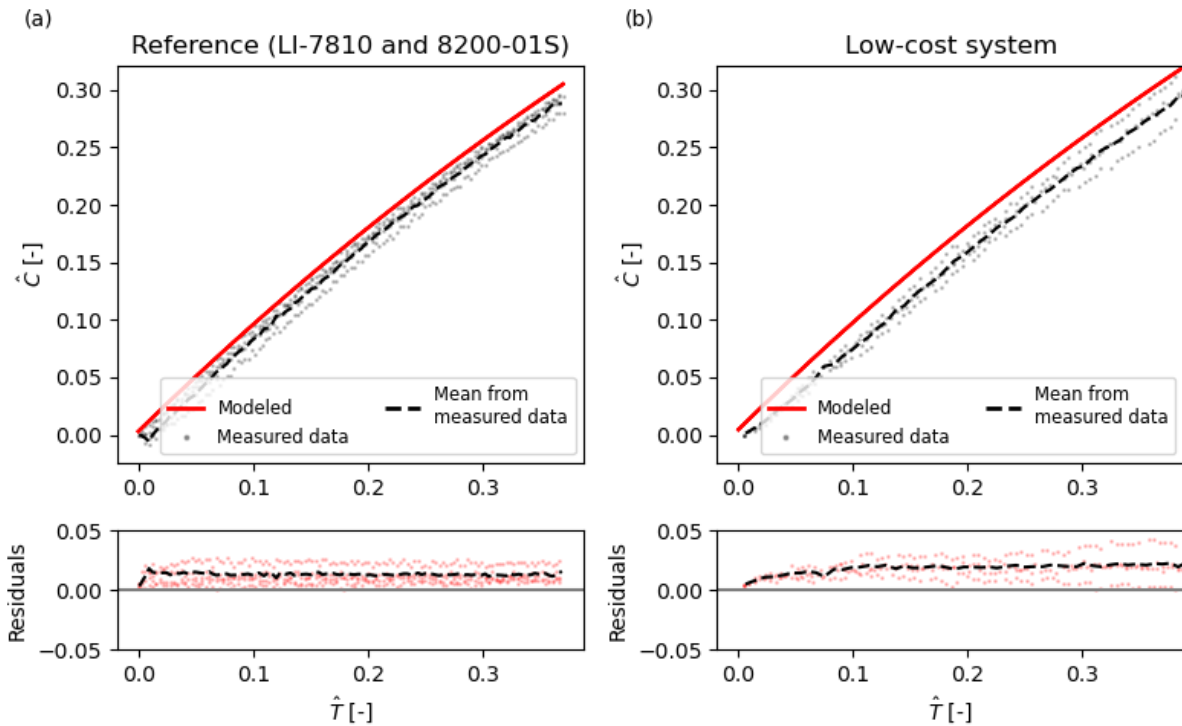 (a)
Reference (LI-7810 and 8200-01S)
0.30
0.25
0.20
0.15
0.10
0.05
0.00
Ĉ [-]
Modeled
Measured data
Mean from
measured data
0.0 0.1 0.2 0.3
0.05
0.00
−0.05
Residuals
0.0 0.1 0.2 0.3
T̂ [-]
(b)
Low-cost system
0.30
0.25
0.20
0.15
0.10
0.05
0.00
Ĉ [-]
Modeled
Measured data
Mean from
measured data
0.0 0.1 0.2 0.3
0.05
0.00
−0.05
Residuals
0.0 0.1 0.2 0.3
T̂ [-]